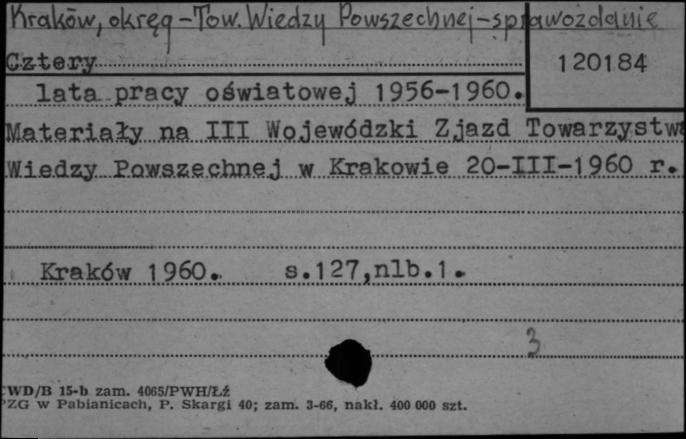 Kraków, okręg - Tow. Wiedzy Powszechnej - sprawozdanie
Cztery
120184
lata pracy oświatowej 1956-1960.
Materiały na III Wojewódzki Zjazd Towarzystwa
Wiedzy Powszechnej w Krakowie 20-III-1960 r.
Kraków 1960. s.127,nlb.1.
3
WD/B 15-b zam. 4065/PWH/Łź
PZG w Pabianicach, P. Skargi 40; zam. 3-66, nakł. 400 000 szt.